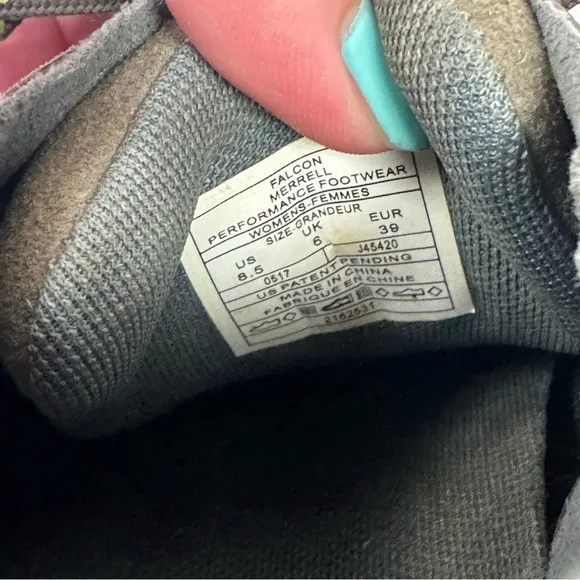 FALCON
MERRELL
PERFORMANCE FOOTWEAR
WOMENS-FEMMES
SIZE-GRANDEUR
US UK EUR
8.5 6 39
0517 J45420
US PATENT PENDING
MADE IN CHINA
FABRIQUE EN CHINE
2162531